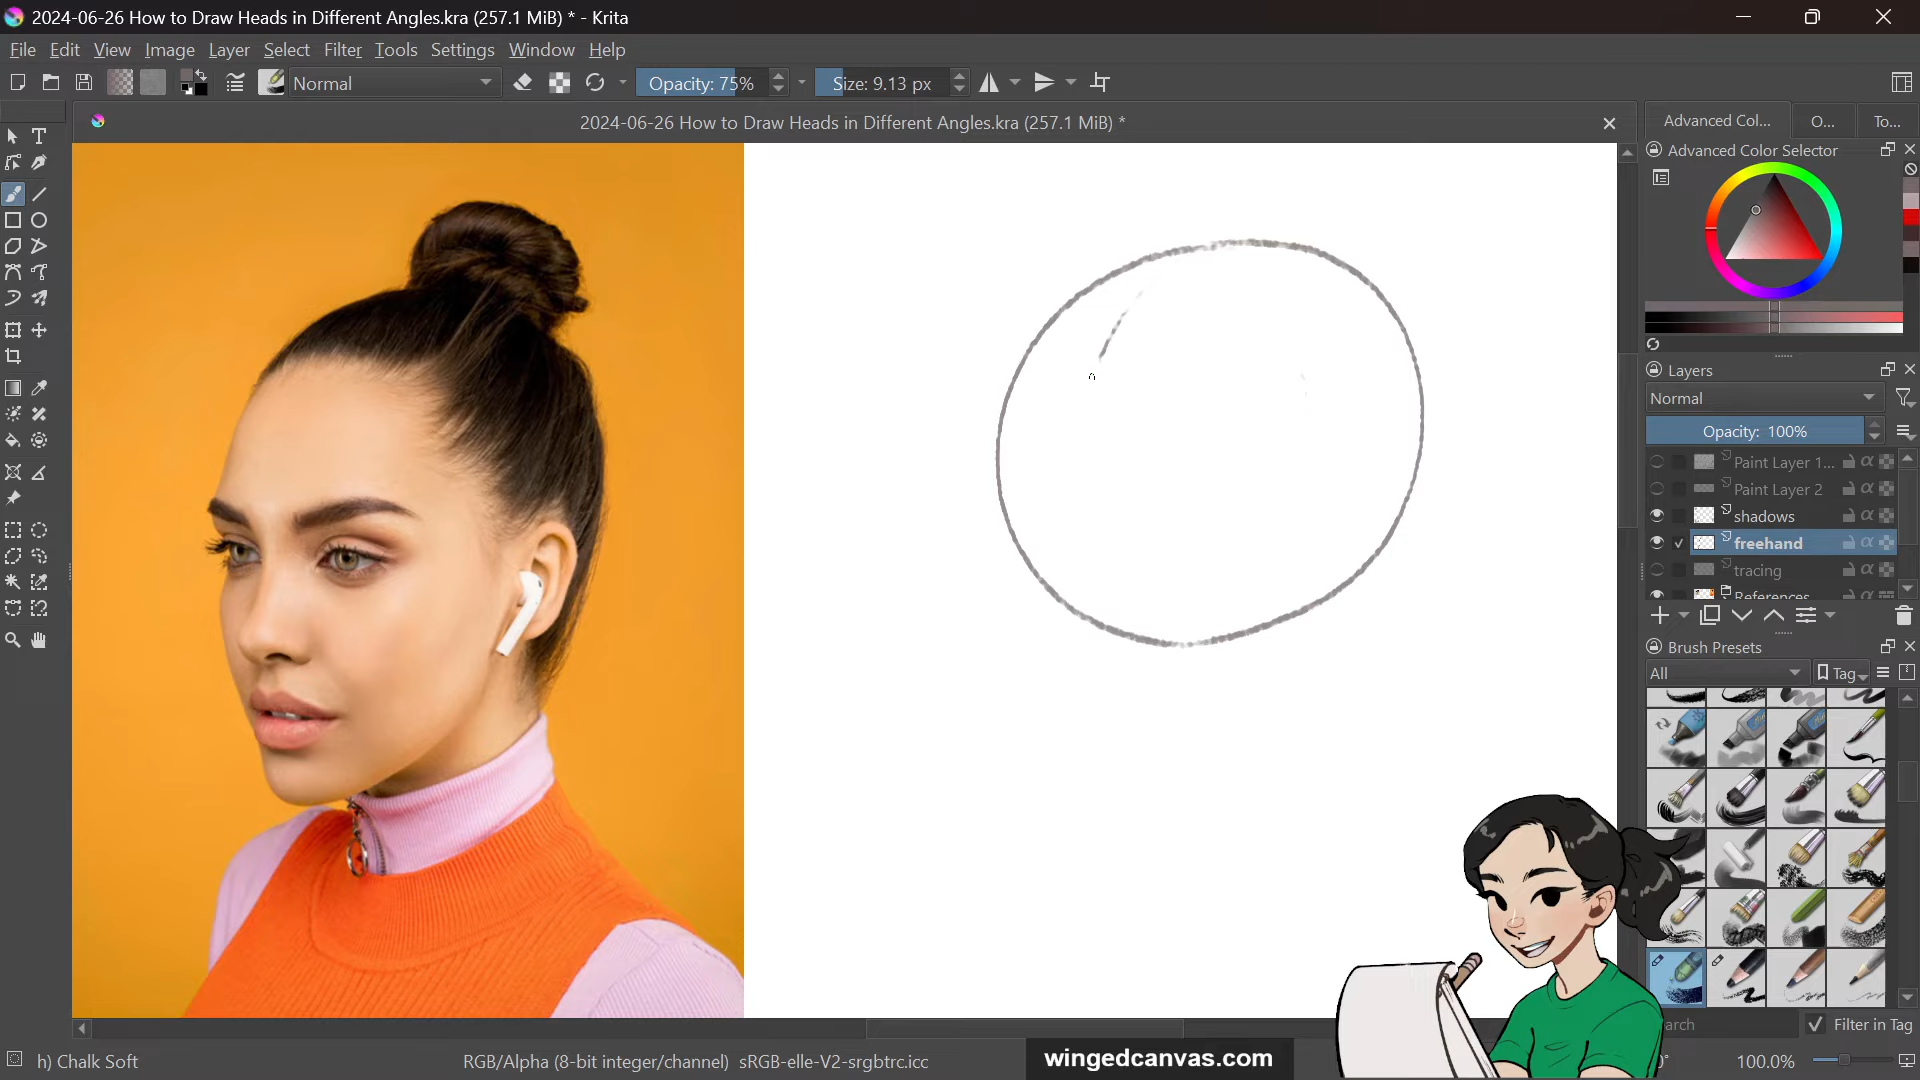 2024-06-26 How to Draw Heads in Different Angles.kra (257.1 MiB) * - Krita
File Edit View Image Layer Select Filter Tools Settings Window Help
Normal Opacity: 75% Size: 9.13 px
2024-06-26 How to Draw Heads in Different Angles.kra (257.1 MiB) *
Advanced Col... O... To...
Advanced Color Selector
Layers
Normal
Opacity: 100%
Paint Layer 1...
Paint Layer 2
shadows
freehand
tracing
References
Brush Presets
All Tag
arch Filter in Tag
h) Chalk Soft RGB/Alpha (8-bit integer/channel) sRGB-elle-V2-srgbtrc.icc 100.0%
wingedcanvas.com